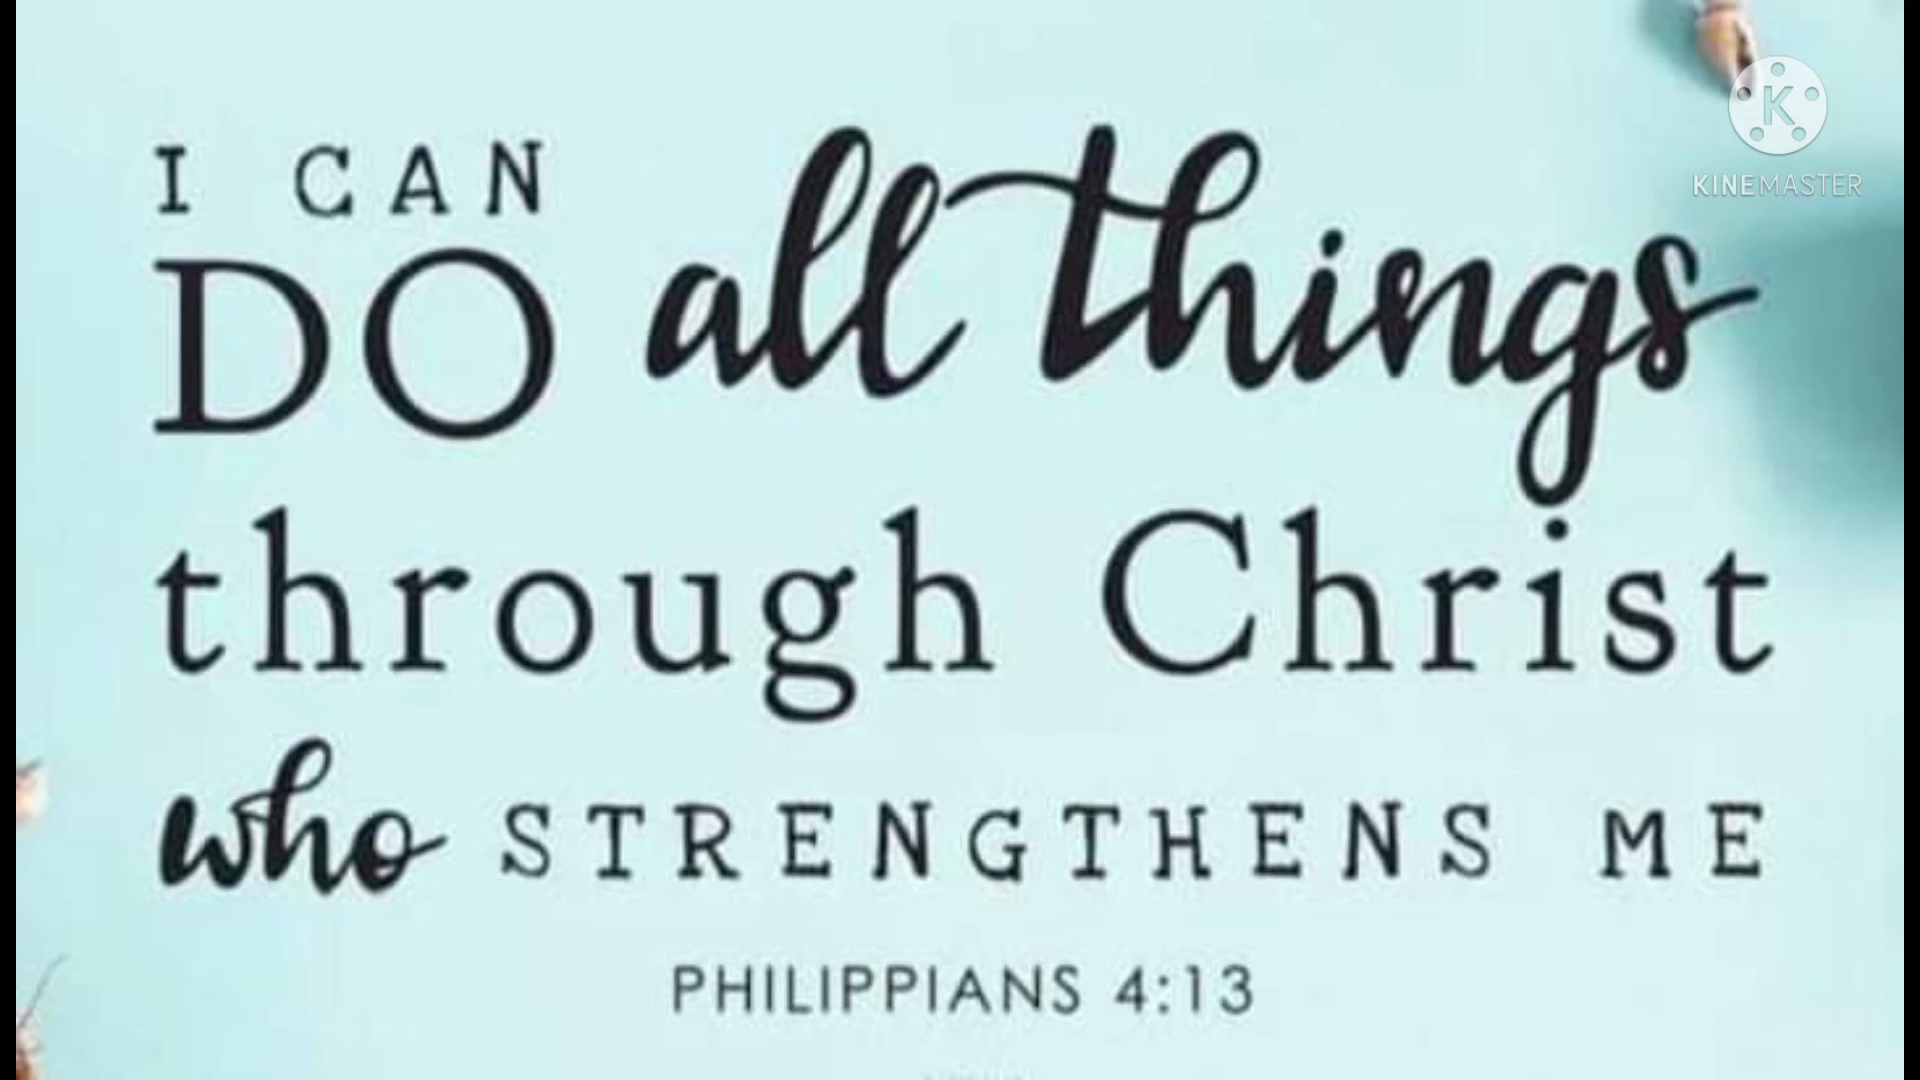 I CAN
DO all things
through Christ
who STRENGTHENS ME
PHILIPPIANS 4:13
K
KINEMASTER